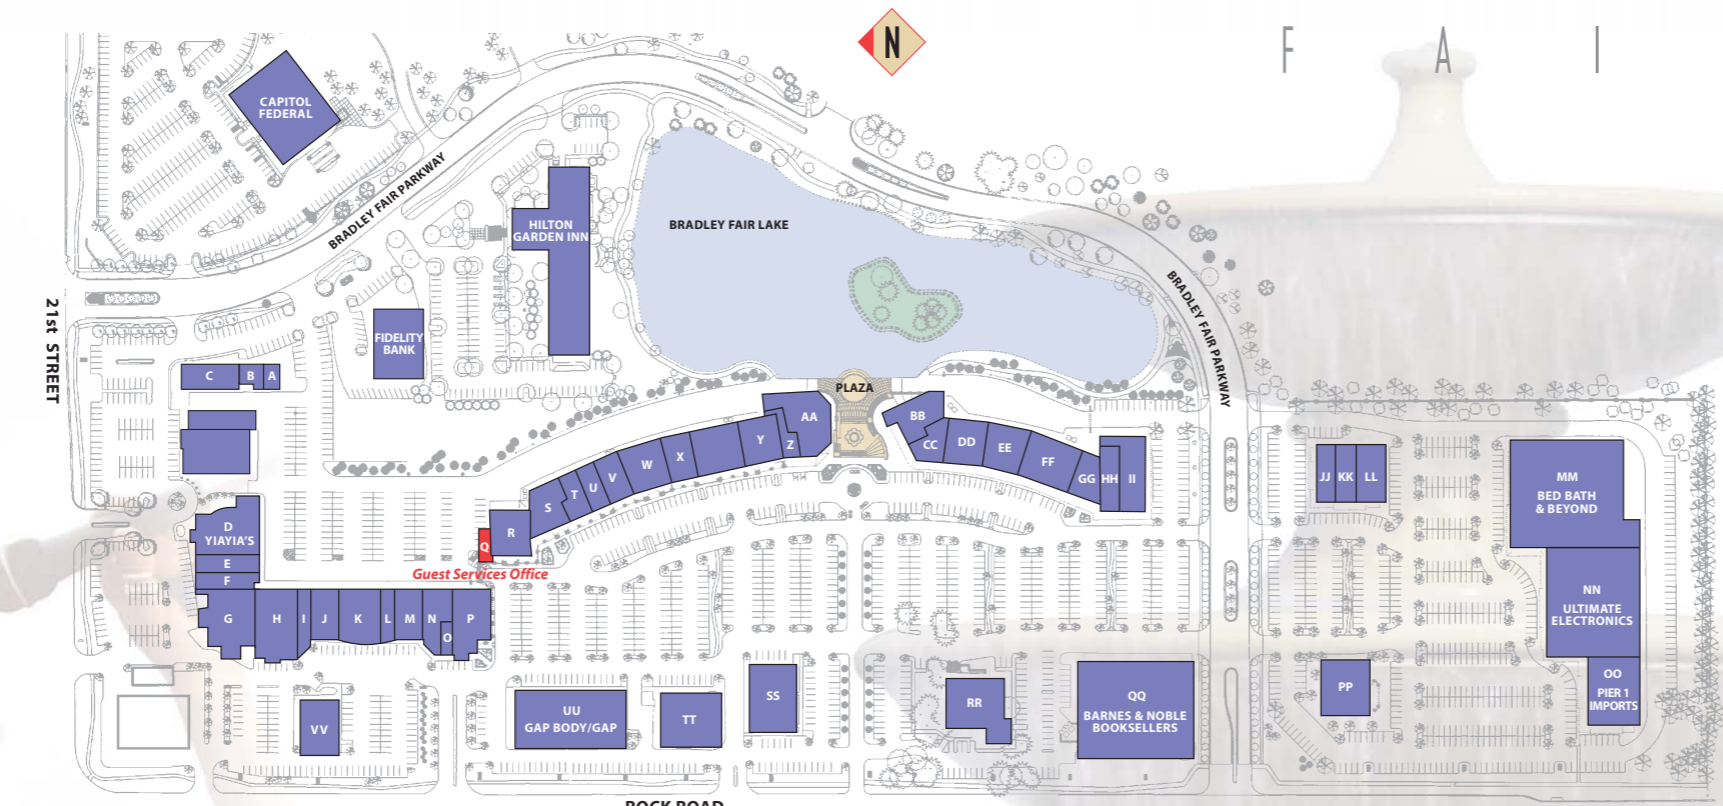 N
F A I
CAPITOL
FEDERAL
BRADLEY FAIR PARKWAY
HILTON
GARDEN INN
BRADLEY FAIR LAKE
BRADLEY FAIR PARKWAY
21st STREET
FIDELITY
BANK
C B A
PLAZA
AA
BB
Z
Y
X
W
V
U
T
S
R
Q
CC
DD
EE
FF
GG
HH
II
JJ KK LL
MM
BED BATH
& BEYOND
D
YIAYIA'S
E
F
Guest Services Office
G H I J K L M N O P
NN
ULTIMATE
ELECTRONICS
OO
PIER 1
IMPORTS
PP
QQ
BARNES & NOBLE
BOOKSELLERS
RR
SS
TT
UU
GAP BODY/GAP
VV
ROCK ROAD